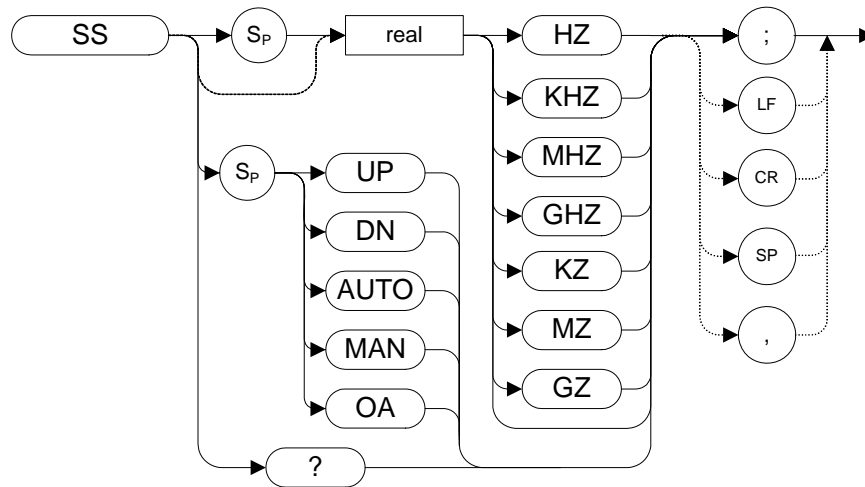 SS
SP
real
HZ
;
KHZ
LF
MHZ
CR
SP
UP
GHZ
DN
KZ
SP
AUTO
MZ
,
MAN
GZ
OA
?